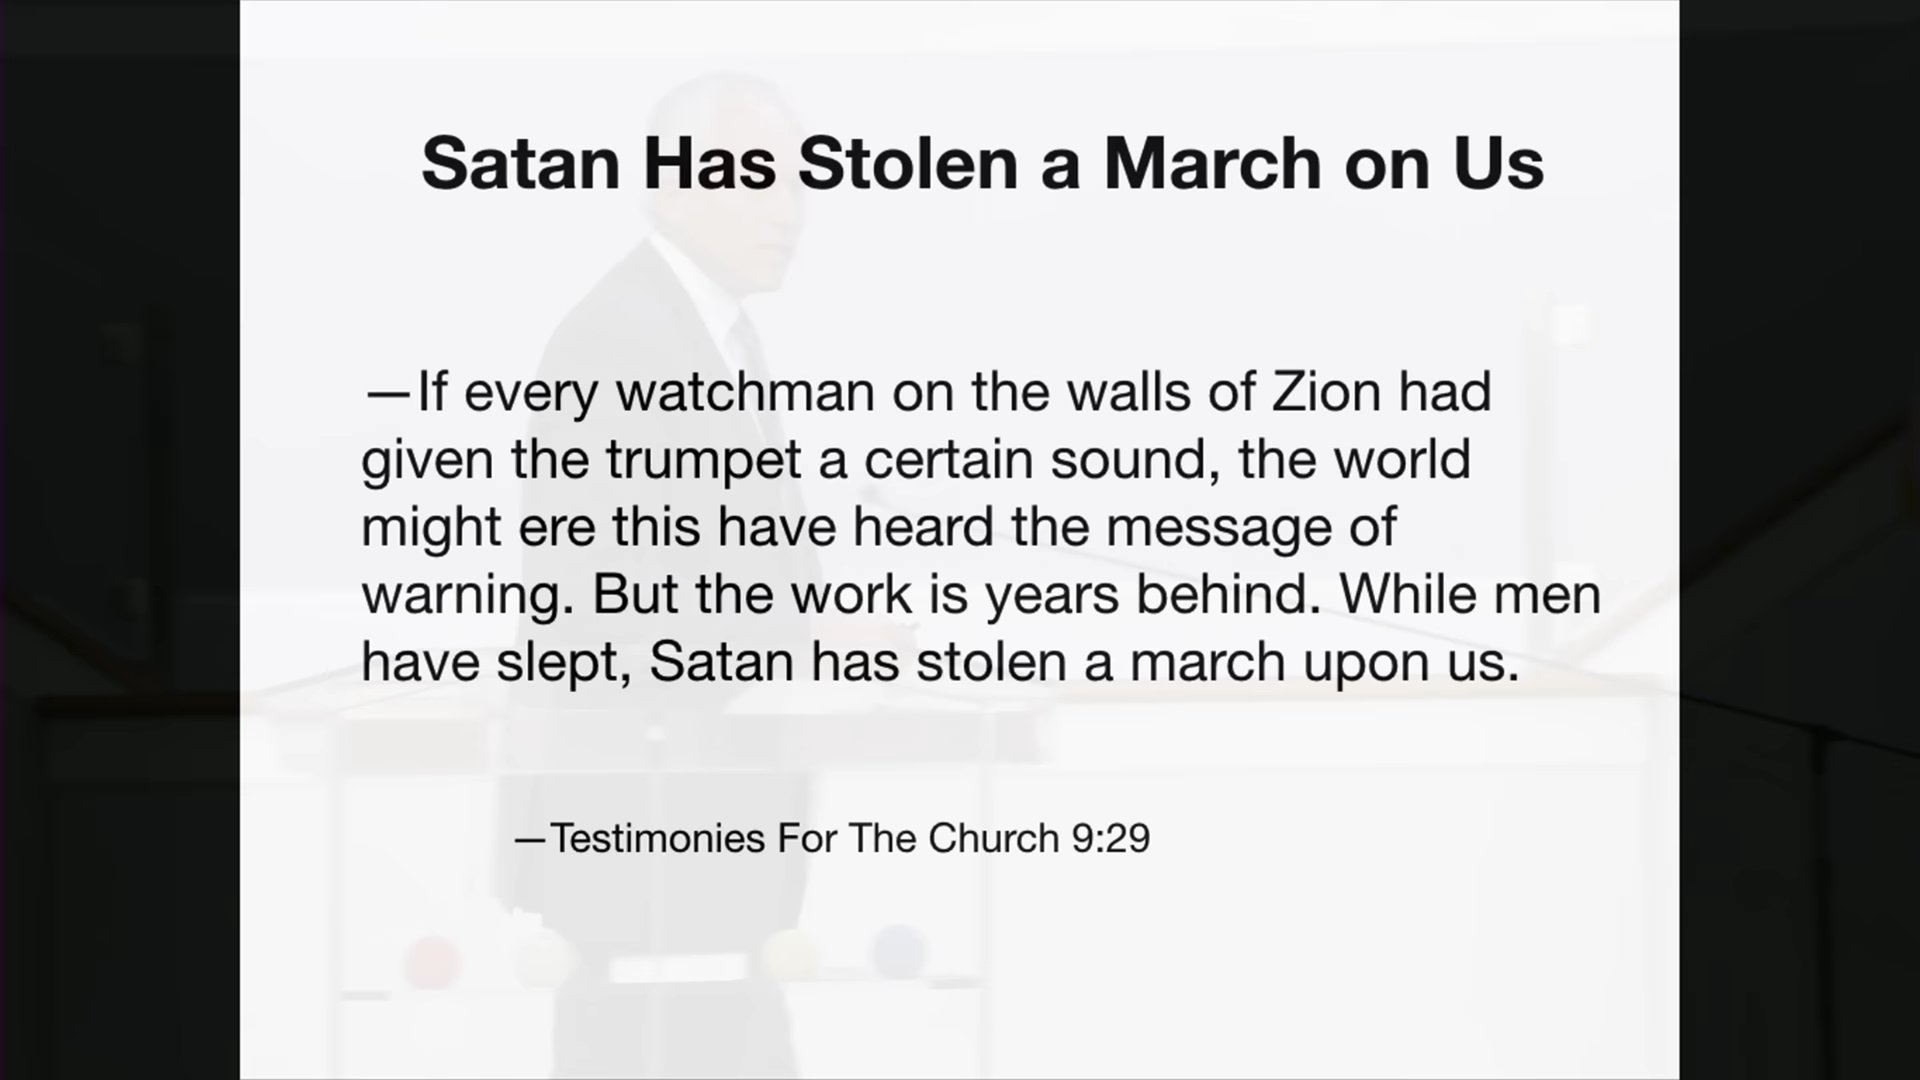 Satan Has Stolen a March on Us
—If every watchman on the walls of Zion had
given the trumpet a certain sound, the world
might ere this have heard the message of
warning. But the work is years behind. While men
have slept, Satan has stolen a march upon us.
—Testimonies For The Church 9:29